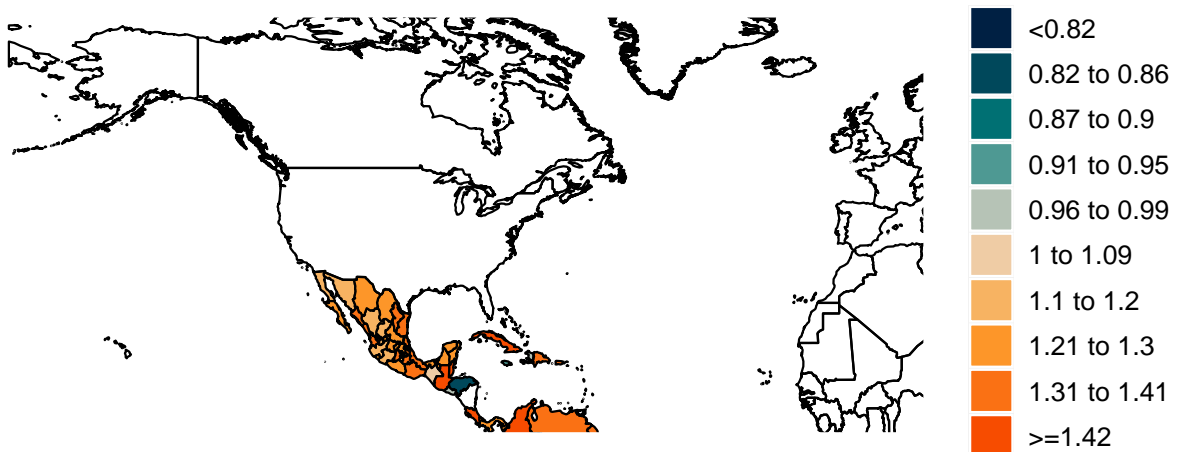 <0.82
0.82 to 0.86
0.87 to 0.9
0.91 to 0.95
0.96 to 0.99
1 to 1.09
1.1 to 1.2
1.21 to 1.3
1.31 to 1.41
>=1.42